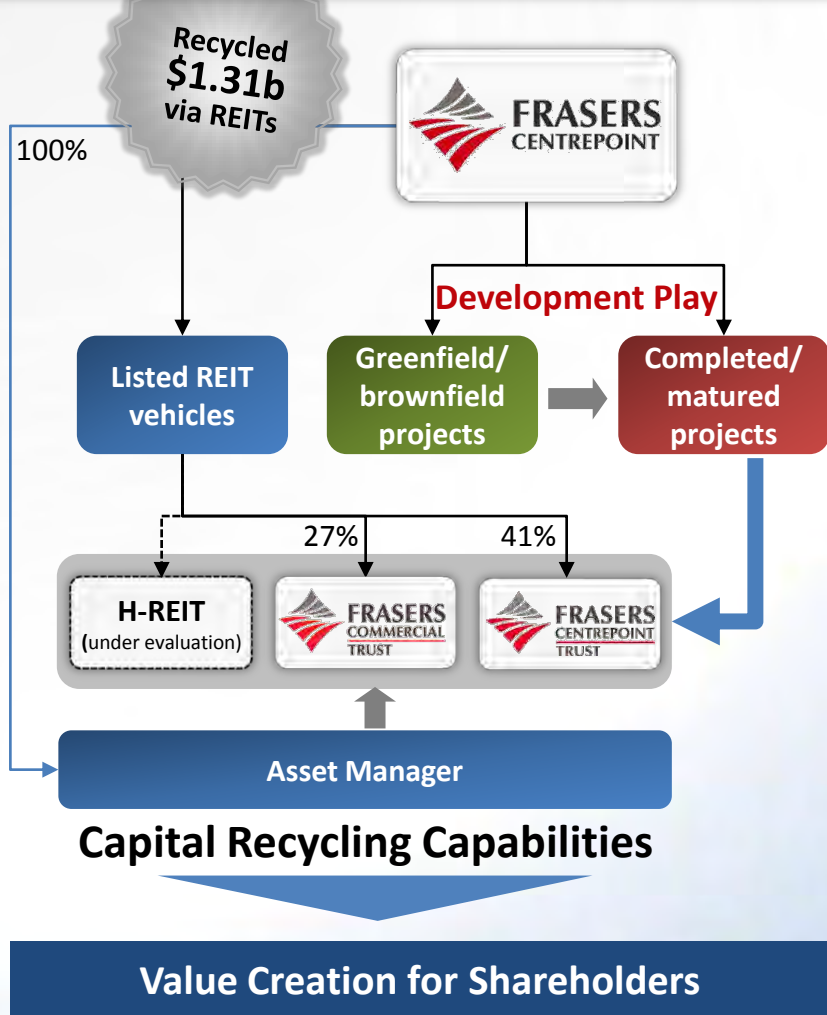 Recycled
$1.31b
via REITs
FRASERS
CENTREPOINT
100%
Development Play
Listed REIT
vehicles
Greenfield/
brownfield
projects
Completed/
matured
projects
27%
41%
H-REIT
(under evaluation)
FRASERS
COMMERCIAL
TRUST
FRASERS
CENTREPOINT
TRUST
Asset Manager
Capital Recycling Capabilities
Value Creation for Shareholders